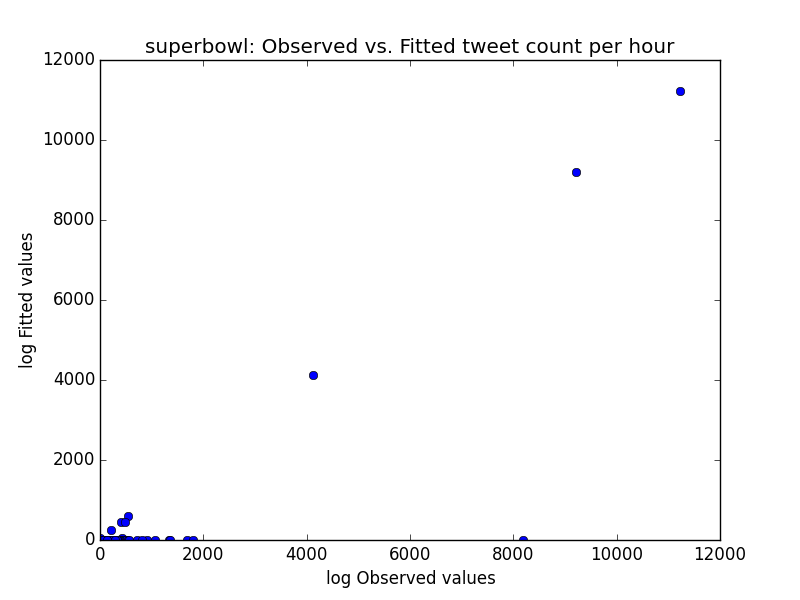 superbowl: Observed vs. Fitted tweet count per hour
12000
10000
8000
6000
4000
2000
0
log Fitted values
0 2000 4000 6000 8000 10000 12000
log Observed values